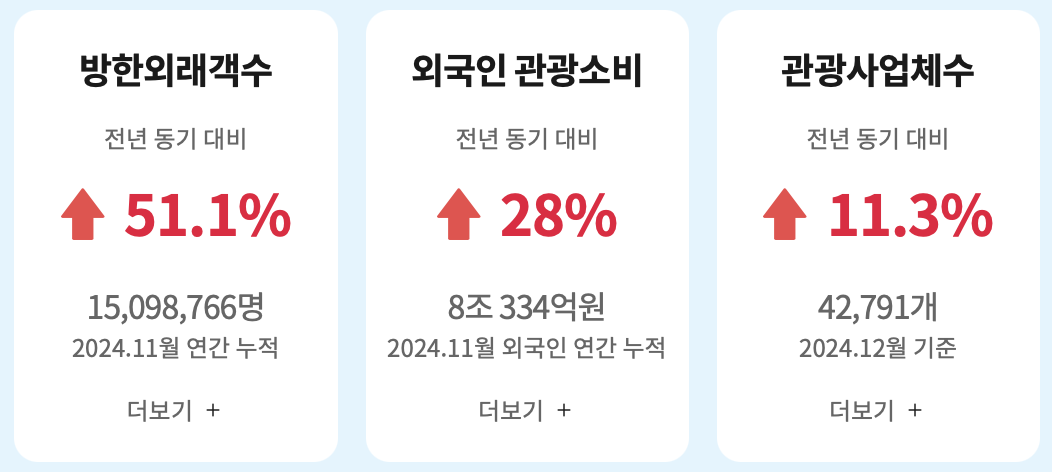 방한외래객수
전년 동기 대비
51.1%
15,098,766명
2024.11월 연간 누적
더보기 +
외국인 관광소비
전년 동기 대비
28%
8조 334억원
2024.11월 외국인 연간 누적
더보기 +
관광사업체수
전년 동기 대비
11.3%
42,791개
2024.12월 기준
더보기 +